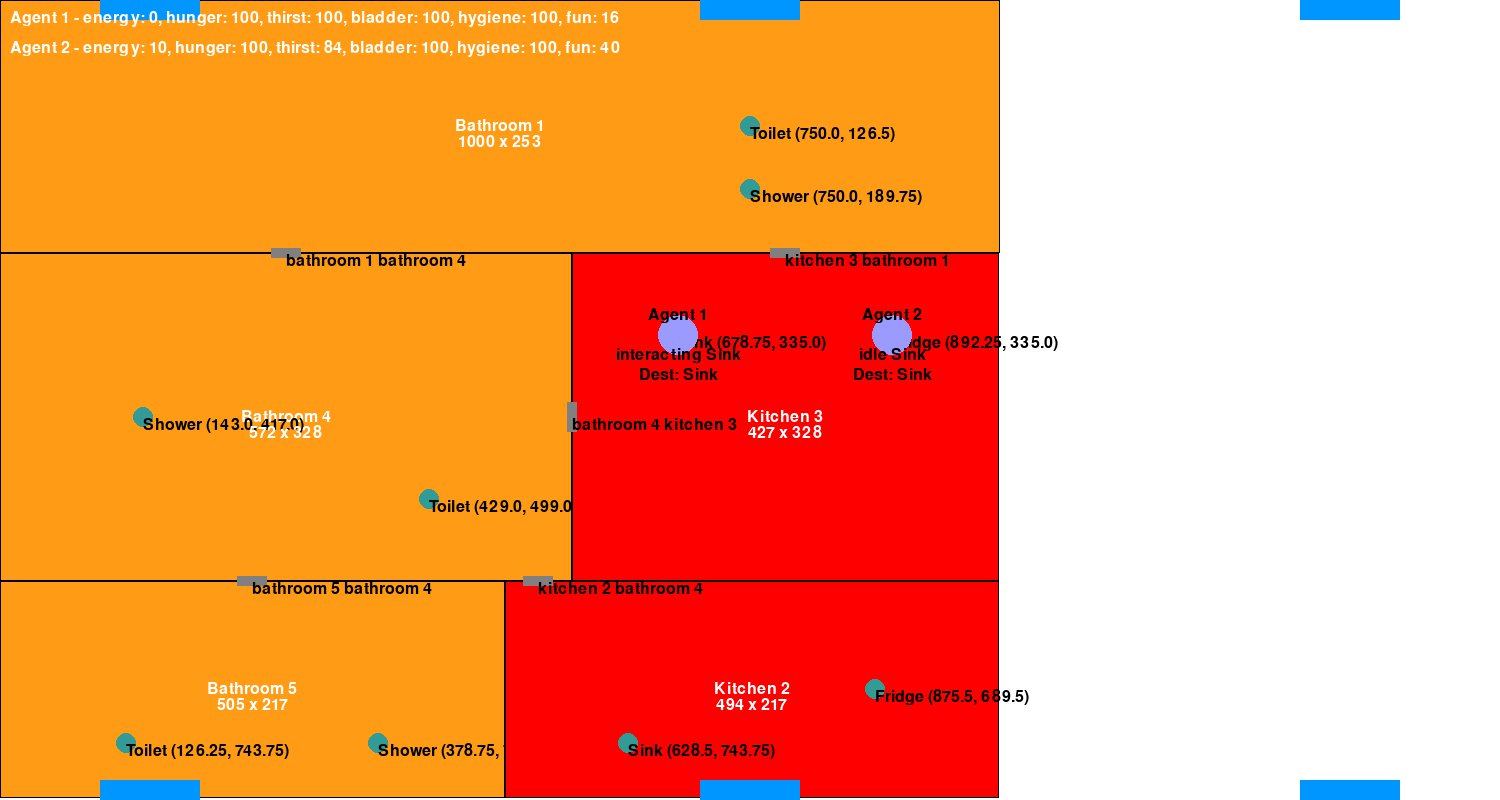 Agent 1 - energy: 0, hunger: 100, thirst: 100, bladder: 100, hygiene: 100, fun: 16
Agent 2 - energy: 10, hunger: 100, thirst: 84, bladder: 100, hygiene: 100, fun: 40
Bathroom 1
1000 x 253
Toilet (750.0, 126.5)
Shower (750.0, 189.75)
bathroom 1 bathroom 4
kitchen 3 bathroom 1
Agent 1
Agent 2
nk (678.75, 335.0)
dge (892.25, 335.0)
interacting Sink
idle Sink
Dest: Sink
Dest: Sink
Bathroom 4
572 x 328
Shower (143.0, 417.0)
bathroom 4 kitchen 3
Kitchen 3
427 x 328
Toilet (429.0, 499.0
bathroom 5 bathroom 4
kitchen 2 bathroom 4
Bathroom 5
505 x 217
Kitchen 2
494 x 217
Fridge (875.5, 689.5)
Toilet (126.25, 743.75)
Shower (378.75,
Sink (628.5, 743.75)